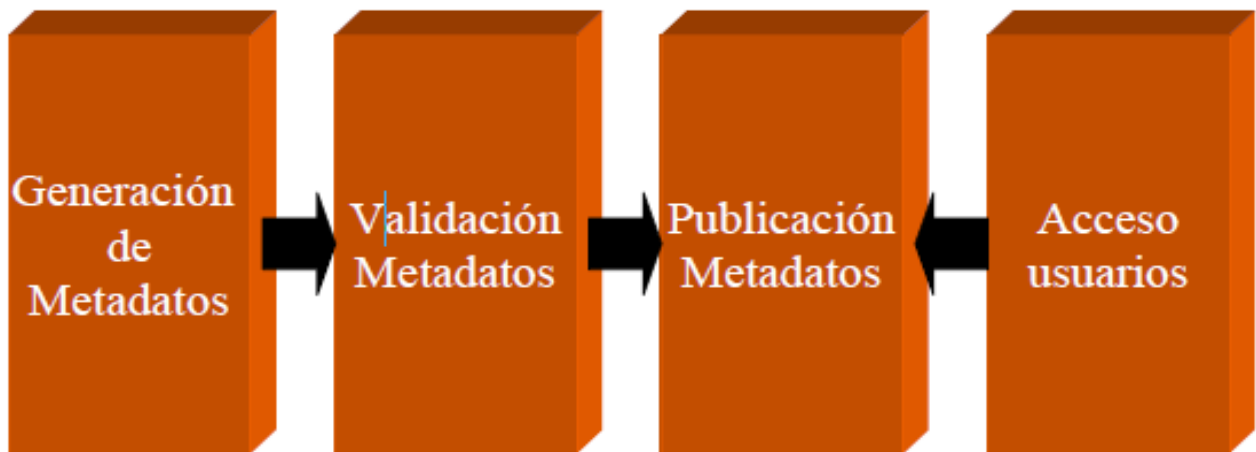 Generación
de
Metadatos
Validación
Metadatos
Publicación
Metadatos
Acceso
usuarios